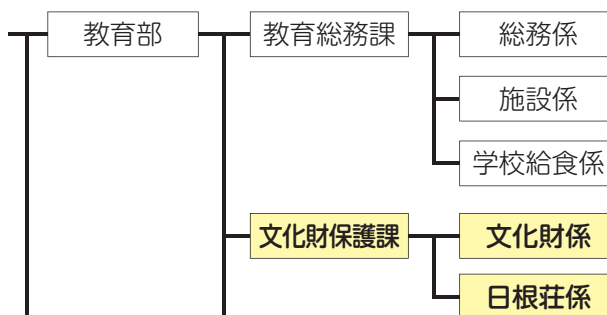 教育部
教育総務課
総務係
施設係
学校給食係
文化財保護課
文化財係
日根荘係